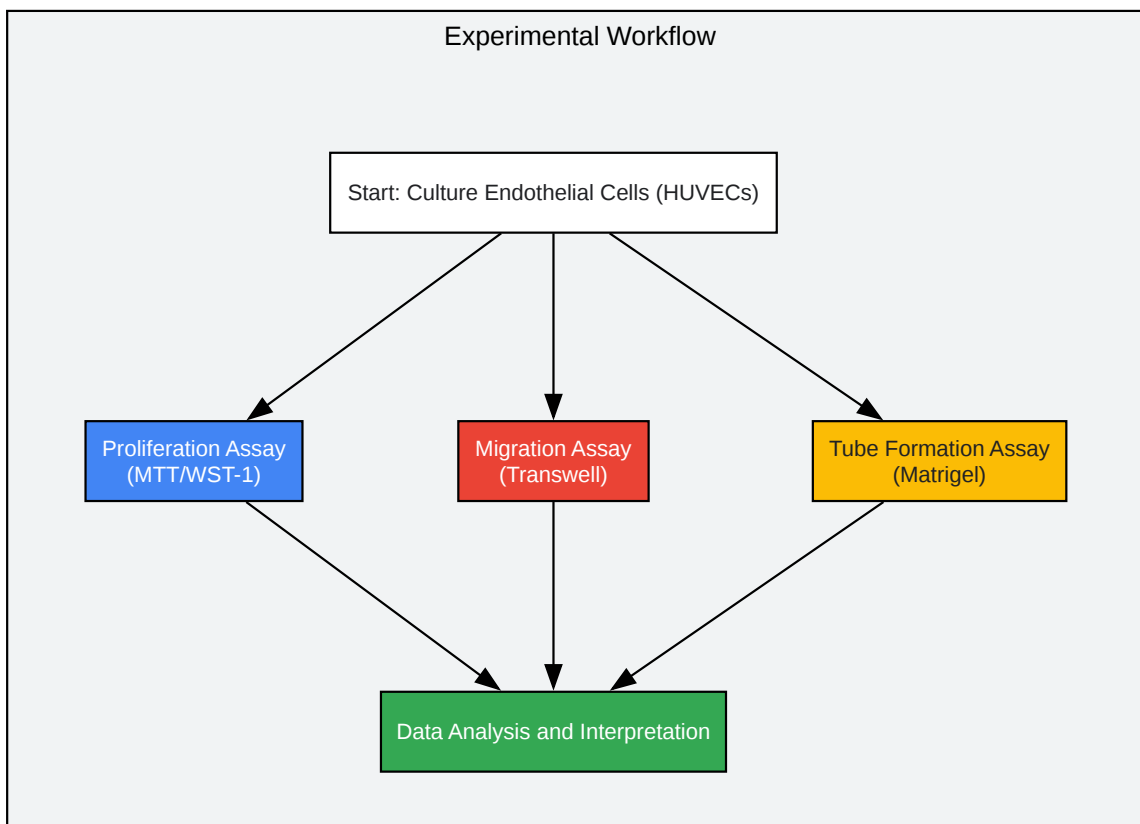 Experimental Workflow
Start: Culture Endothelial Cells (HUVECs)
Proliferation Assay
(MTT/WST-1)
Migration Assay
(Transwell)
Tube Formation Assay
(Matrigel)
Data Analysis and Interpretation